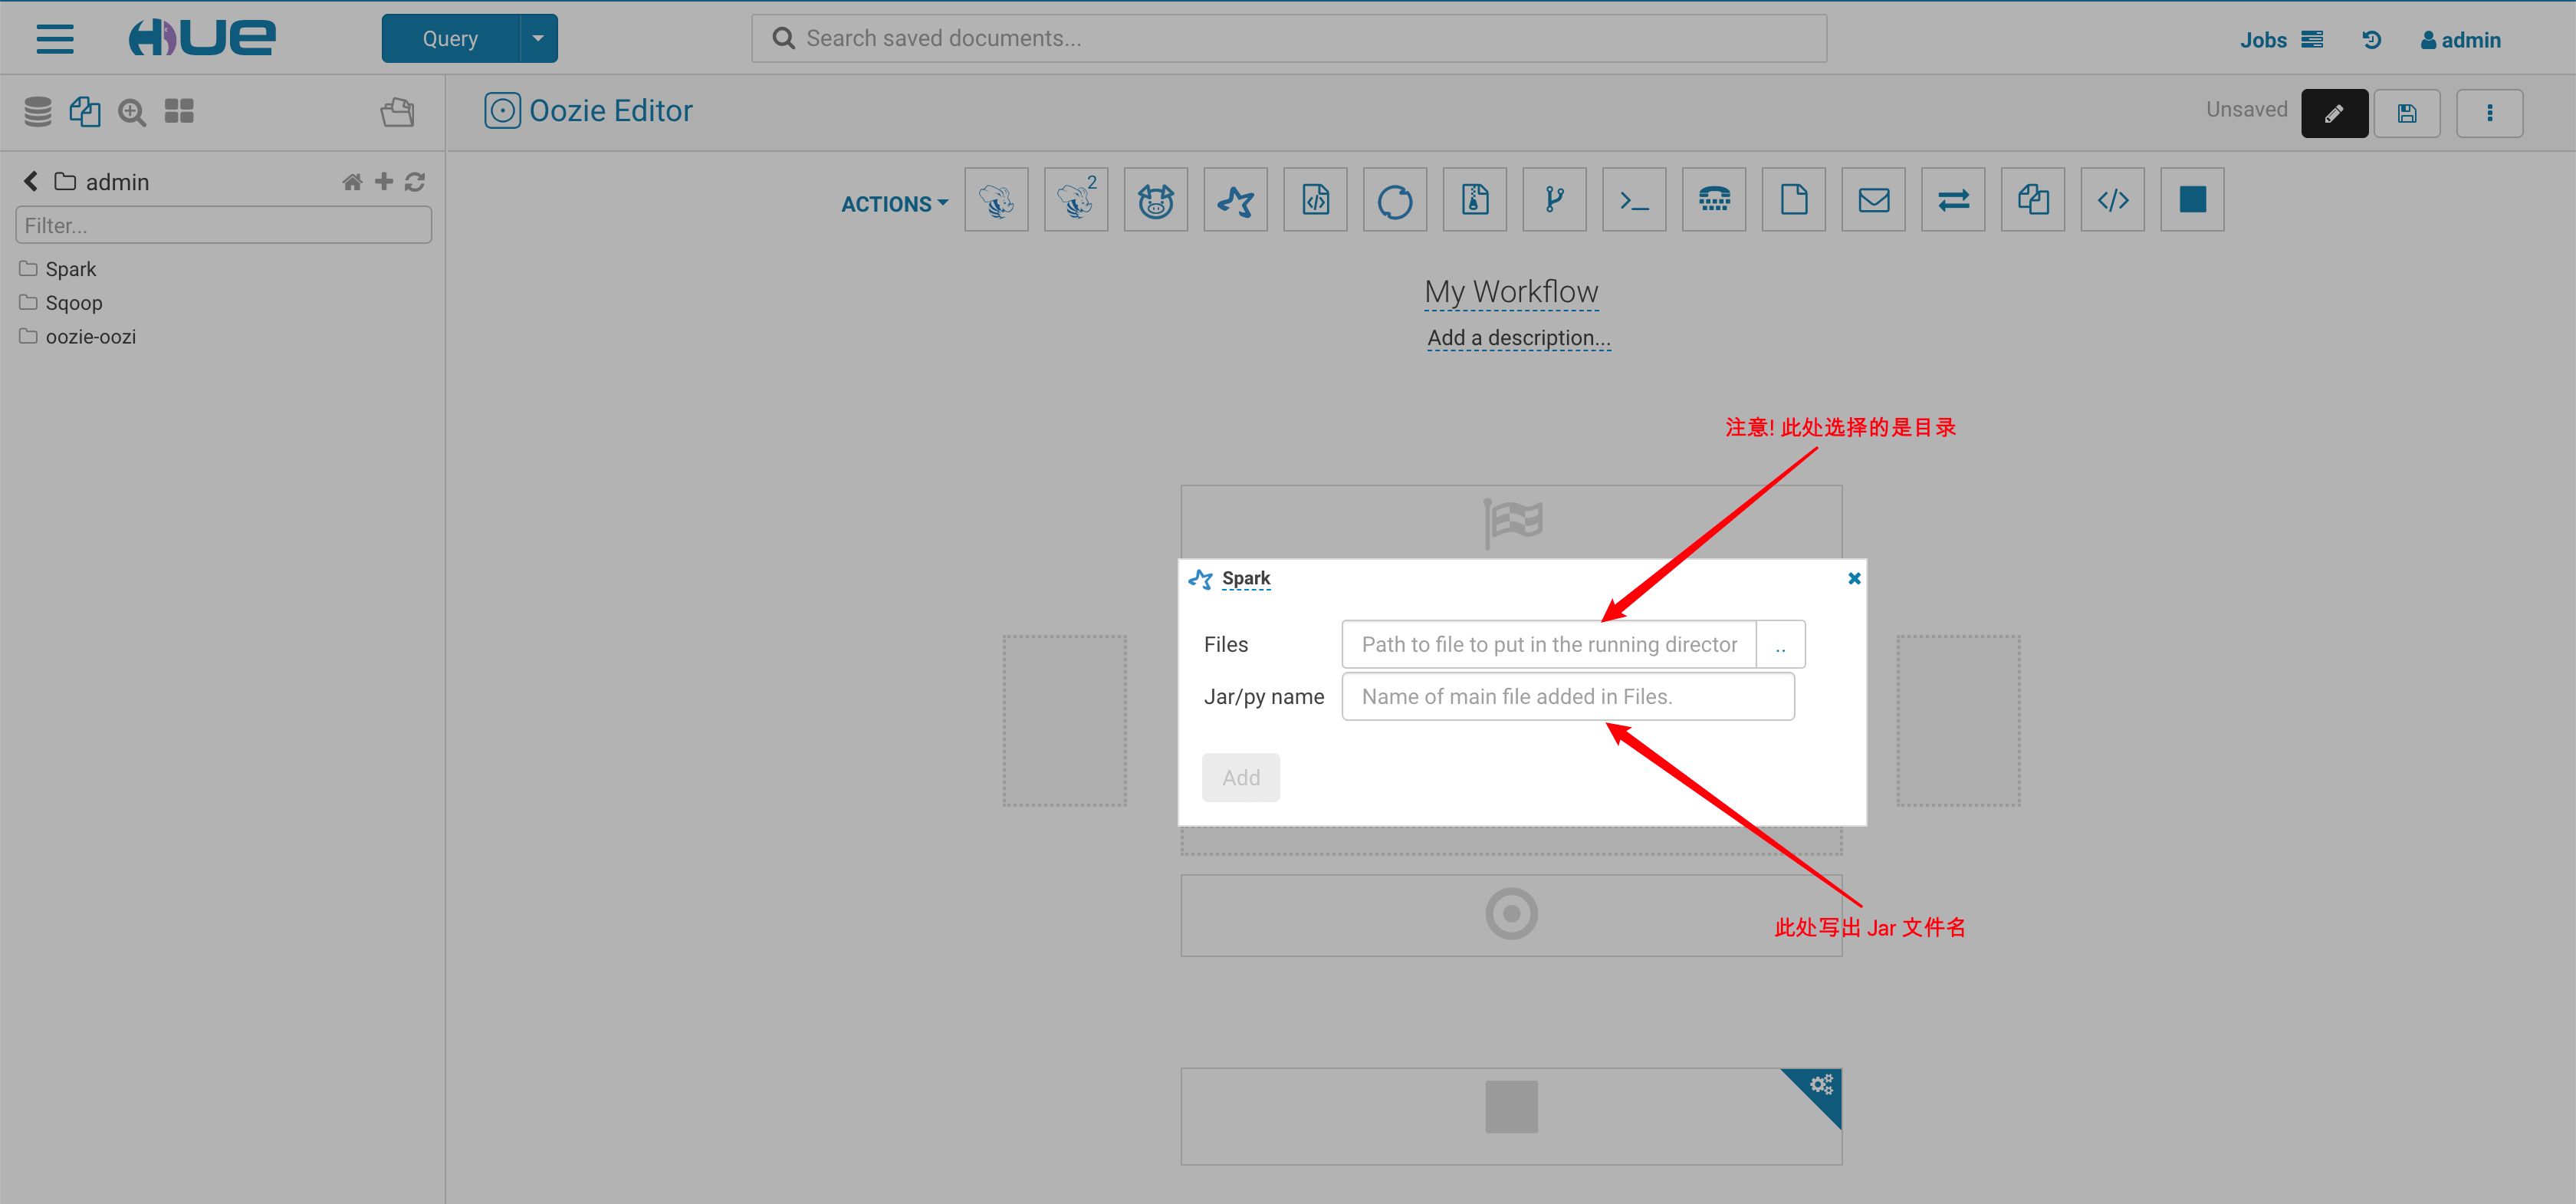 HUE
Query
Search saved documents...
Jobs
admin
Oozie Editor
Unsaved
admin
Filter...
Spark
Sqoop
oozie-oozi
ACTIONS
2
My Workflow
Add a description...
注意! 此处选择的是目录
Spark
Files
Path to file to put in the running director
..
Jar/py name
Name of main file added in Files.
Add
此处写出 Jar 文件名